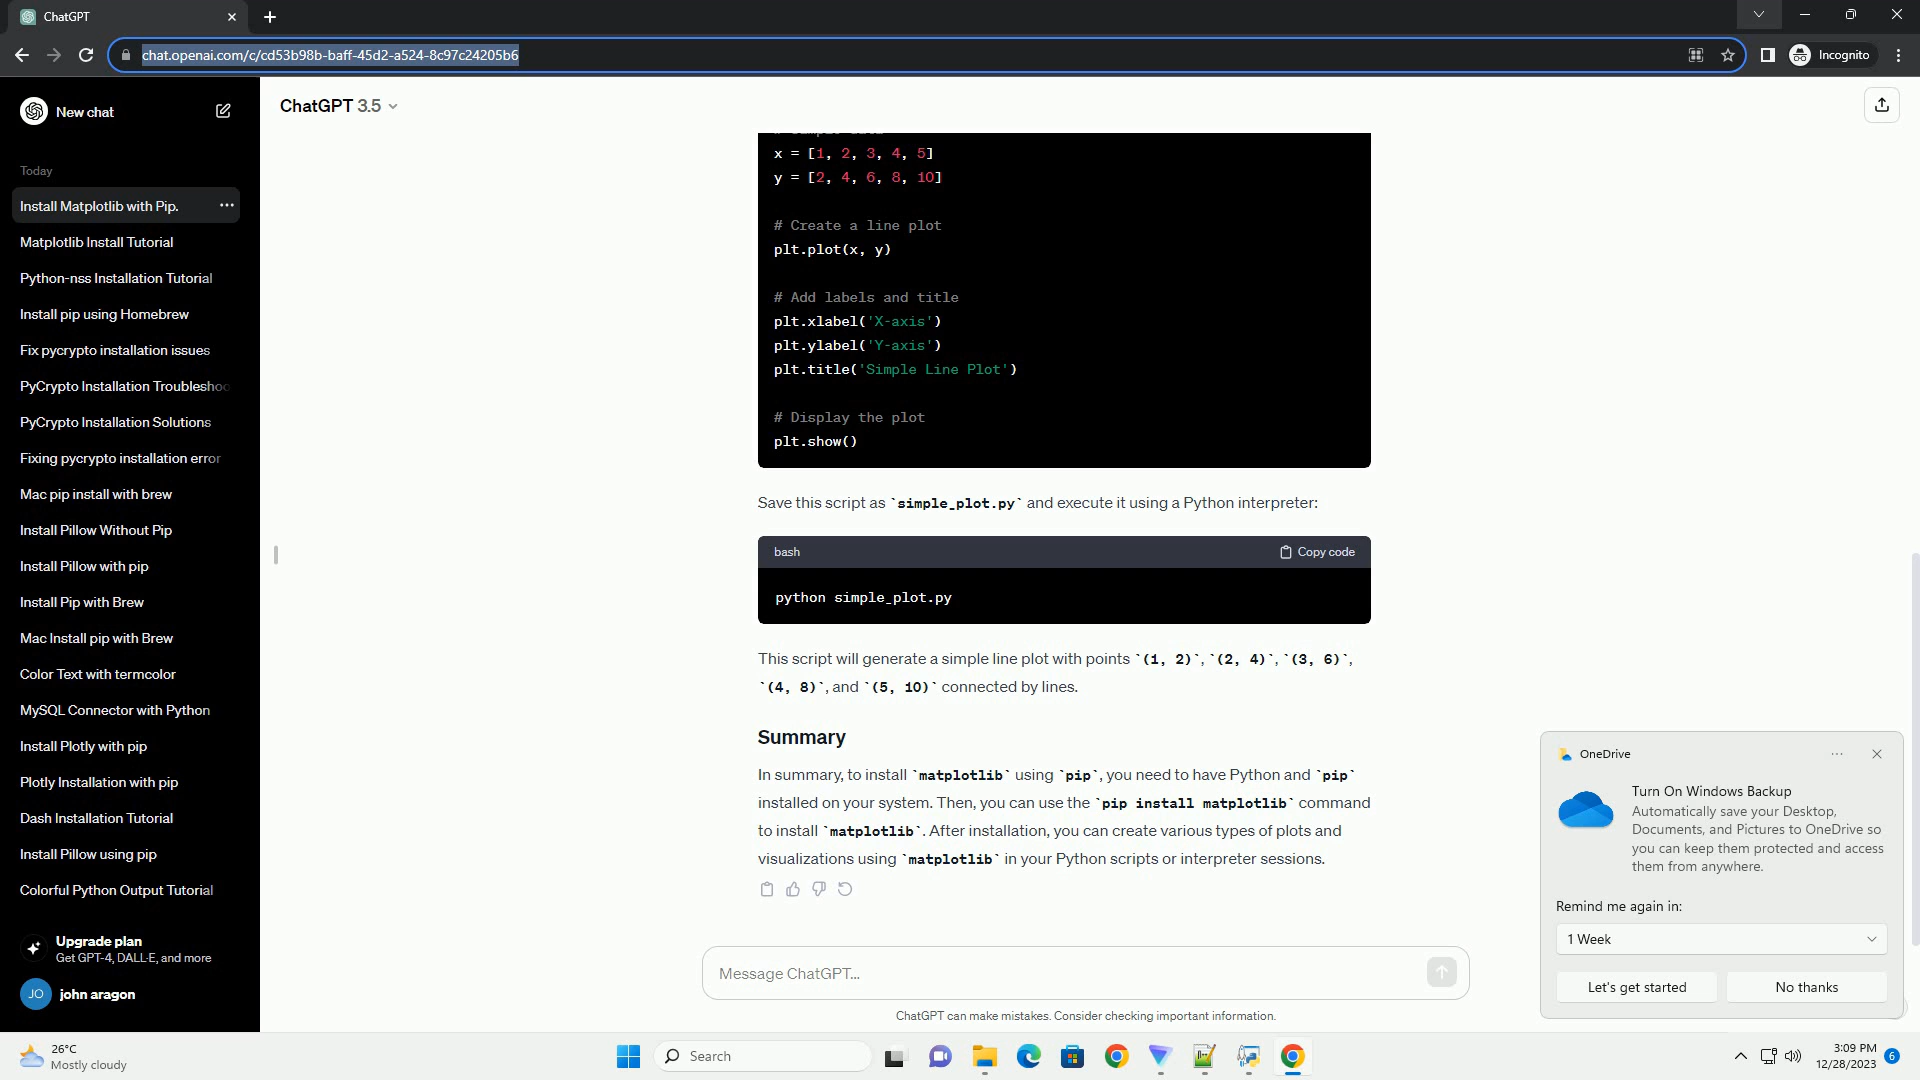 ChatGPT
chat.openai.com/c/cd53b98b-baff-45d2-a524-8c97c24205b6
Incognito
New chat
Today
Install Matplotlib with Pip.
Matplotlib Install Tutorial
Python-nss Installation Tutorial
Install pip using Homebrew
Fix pycrypto installation issues
PyCrypto Installation Troubleshoo
PyCrypto Installation Solutions
Fixing pycrypto installation error
Mac pip install with brew
Install Pillow Without Pip
Install Pillow with pip
Install Pip with Brew
Mac Install pip with Brew
Color Text with termcolor
MySQL Connector with Python
Install Plotly with pip
Plotly Installation with pip
Dash Installation Tutorial
Install Pillow using pip
Colorful Python Output Tutorial
Upgrade plan
Get GPT-4, DALL·E, and more
JO john aragon
ChatGPT 3.5
x = [1, 2, 3, 4, 5]
y = [2, 4, 6, 8, 10]
# Create a line plot
plt.plot(x, y)
# Add labels and title
plt.xlabel('X-axis')
plt.ylabel('Y-axis')
plt.title('Simple Line Plot')
# Display the plot
plt.show()
Save this script as `simple_plot.py` and execute it using a Python interpreter:
bash
Copy code
python simple_plot.py
This script will generate a simple line plot with points `(1, 2)`, `(2, 4)`, `(3, 6)`,
`(4, 8)`, and `(5, 10)` connected by lines.
Summary
In summary, to install `matplotlib` using `pip`, you need to have Python and `pip`
installed on your system. Then, you can use the `pip install matplotlib` command
to install `matplotlib`. After installation, you can create various types of plots and
visualizations using `matplotlib` in your Python scripts or interpreter sessions.
Message ChatGPT...
ChatGPT can make mistakes. Consider checking important information.
OneDrive
Turn On Windows Backup
Automatically save your Desktop,
Documents, and Pictures to OneDrive so
you can keep them protected and access
them from anywhere.
Remind me again in:
1 Week
Let's get started
No thanks
26°C
Mostly cloudy
Search
3:09 PM
12/28/2023
6